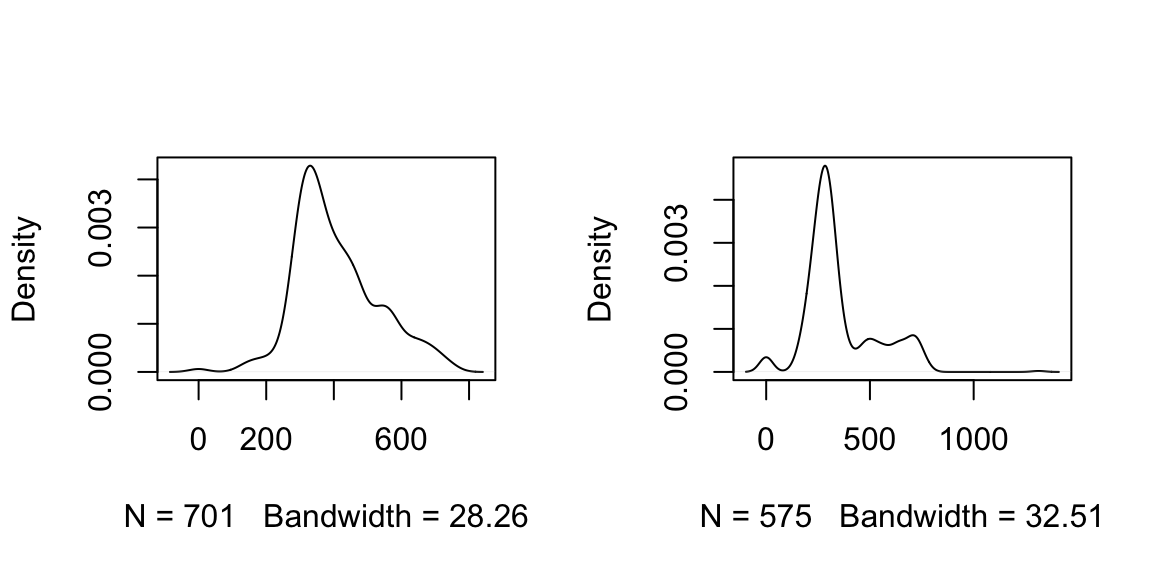 Density
0.003
0.000
0 200 600
N = 701 Bandwidth = 28.26
Density
0.003
0.000
0 500 1000
N = 575 Bandwidth = 32.51